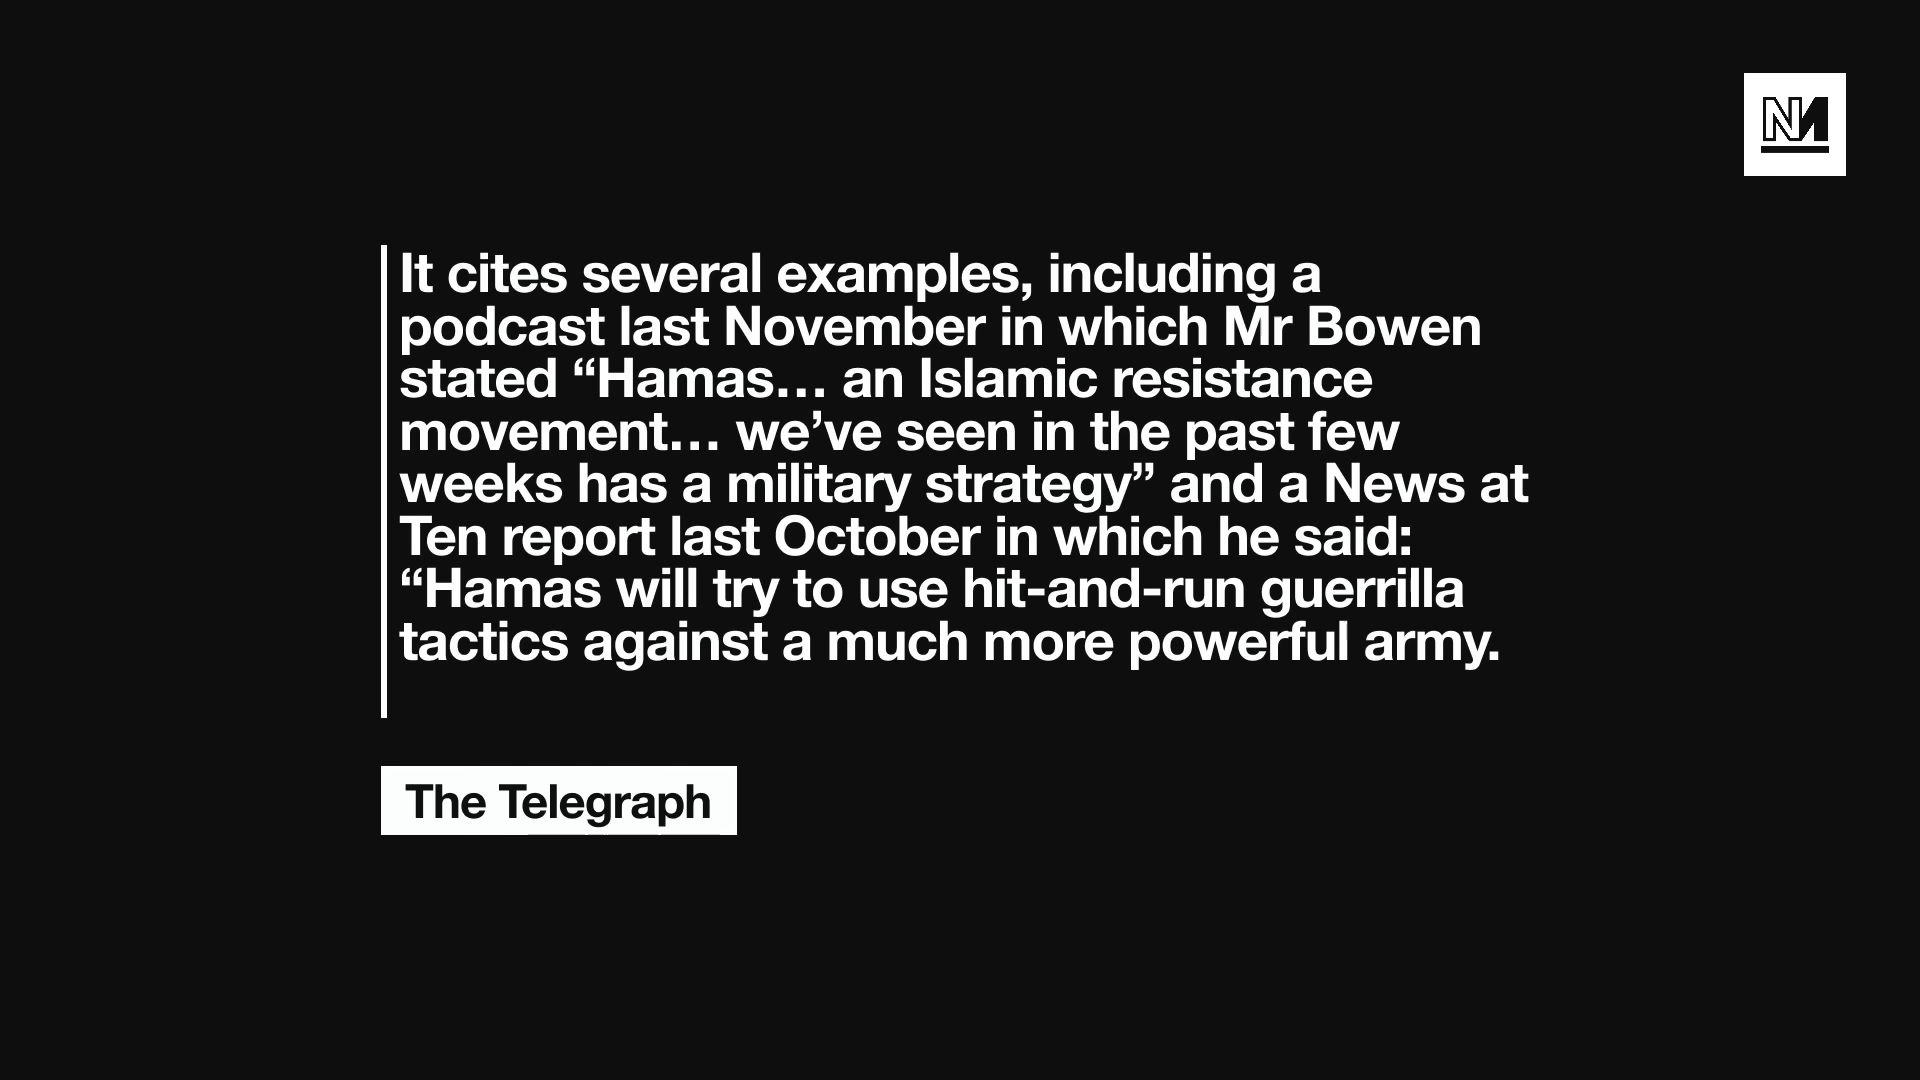 NM
It cites several examples, including a
podcast last November in which Mr Bowen
stated “Hamas… an Islamic resistance
movement… we’ve seen in the past few
weeks has a military strategy” and a News at
Ten report last October in which he said:
“Hamas will try to use hit-and-run guerrilla
tactics against a much more powerful army.
The Telegraph